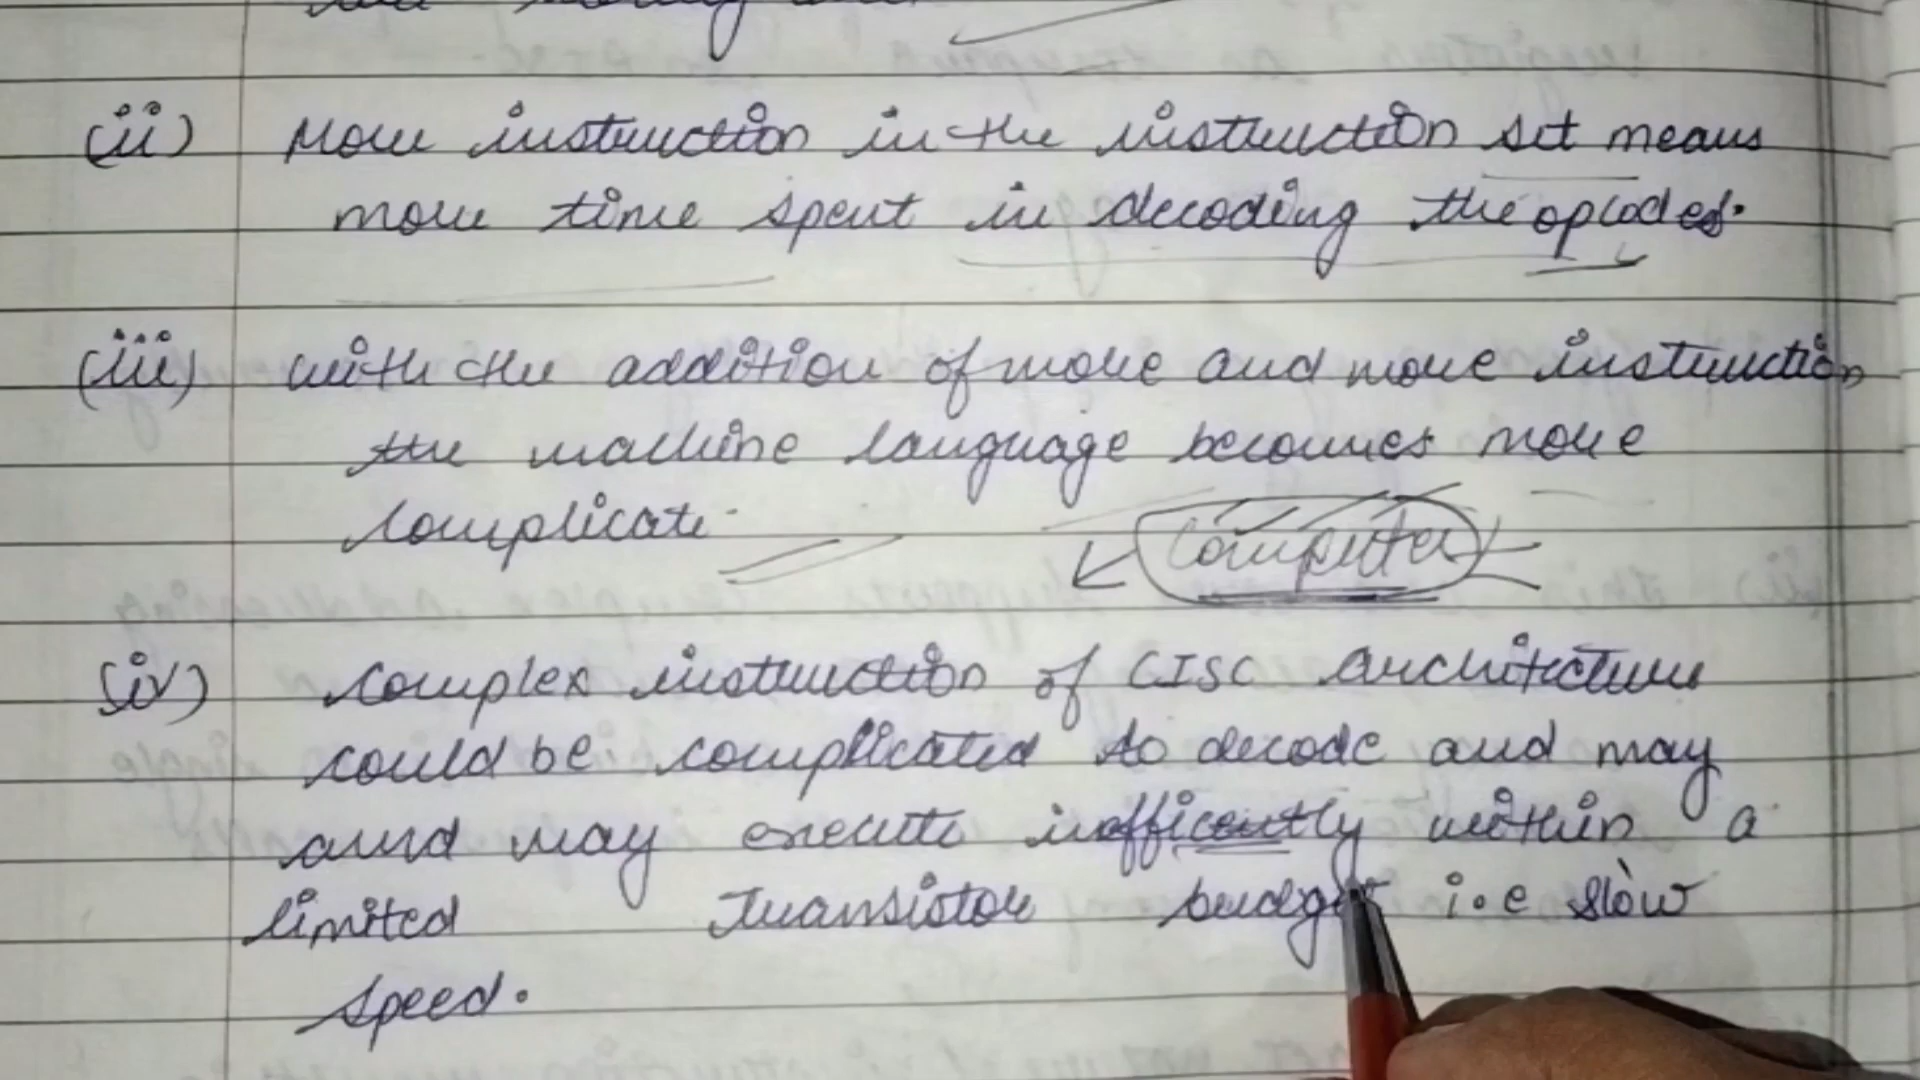 (ii) More instruction in the instruction set means
more time spent in decoding the opcodes.
(iii) with the addition of more and more instruction
the machine language becomes more
complicate.
Computer
(iv) complex instruction of CISC Architecture
could be complicated to decode and may
and may execute inefficently within a
limited Transistor budget i.e slow
speed.